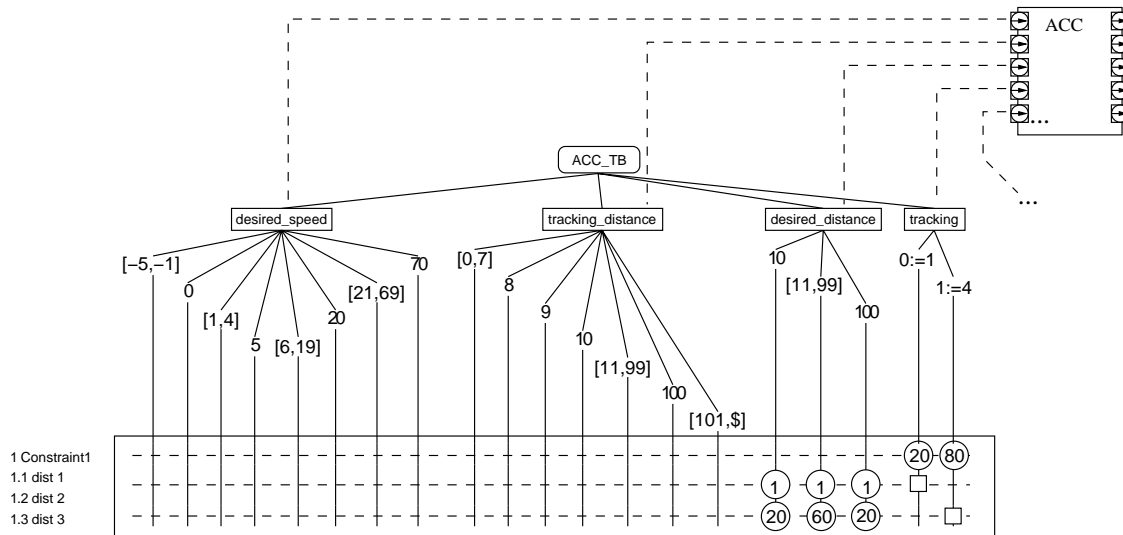 ACC
...
ACC_TB
...
desired_speed
tracking_distance
desired_distance
tracking
[–5,–1]
0
[1,4]
5
[6,19]
20
[21,69]
70
[0,7]
8
9
10
[11,99]
100
[101,$]
10
[11,99]
100
0:=1
1:=4
1 Constraint1
20 80
1.1 dist 1
1 1 1
1.2 dist 2
1.3 dist 3
20 60 20